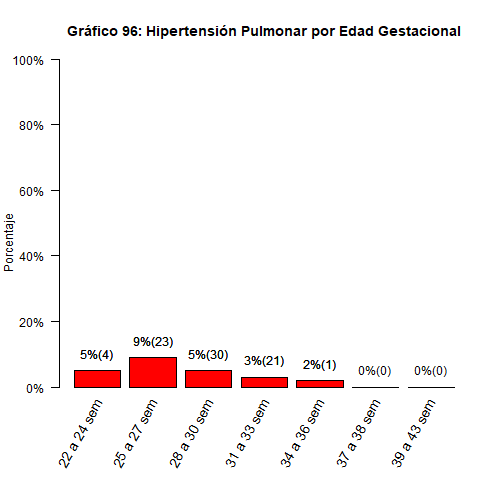 Gráfico 96: Hipertensión Pulmonar por Edad Gestacional
Porcentaje
100%
80%
60%
40%
20%
0%
5%(4)
9%(23)
5%(30)
3%(21)
2%(1)
0%(0)
0%(0)
22 a 24 sem
25 a 27 sem
28 a 30 sem
31 a 33 sem
34 a 36 sem
37 a 38 sem
39 a 43 sem